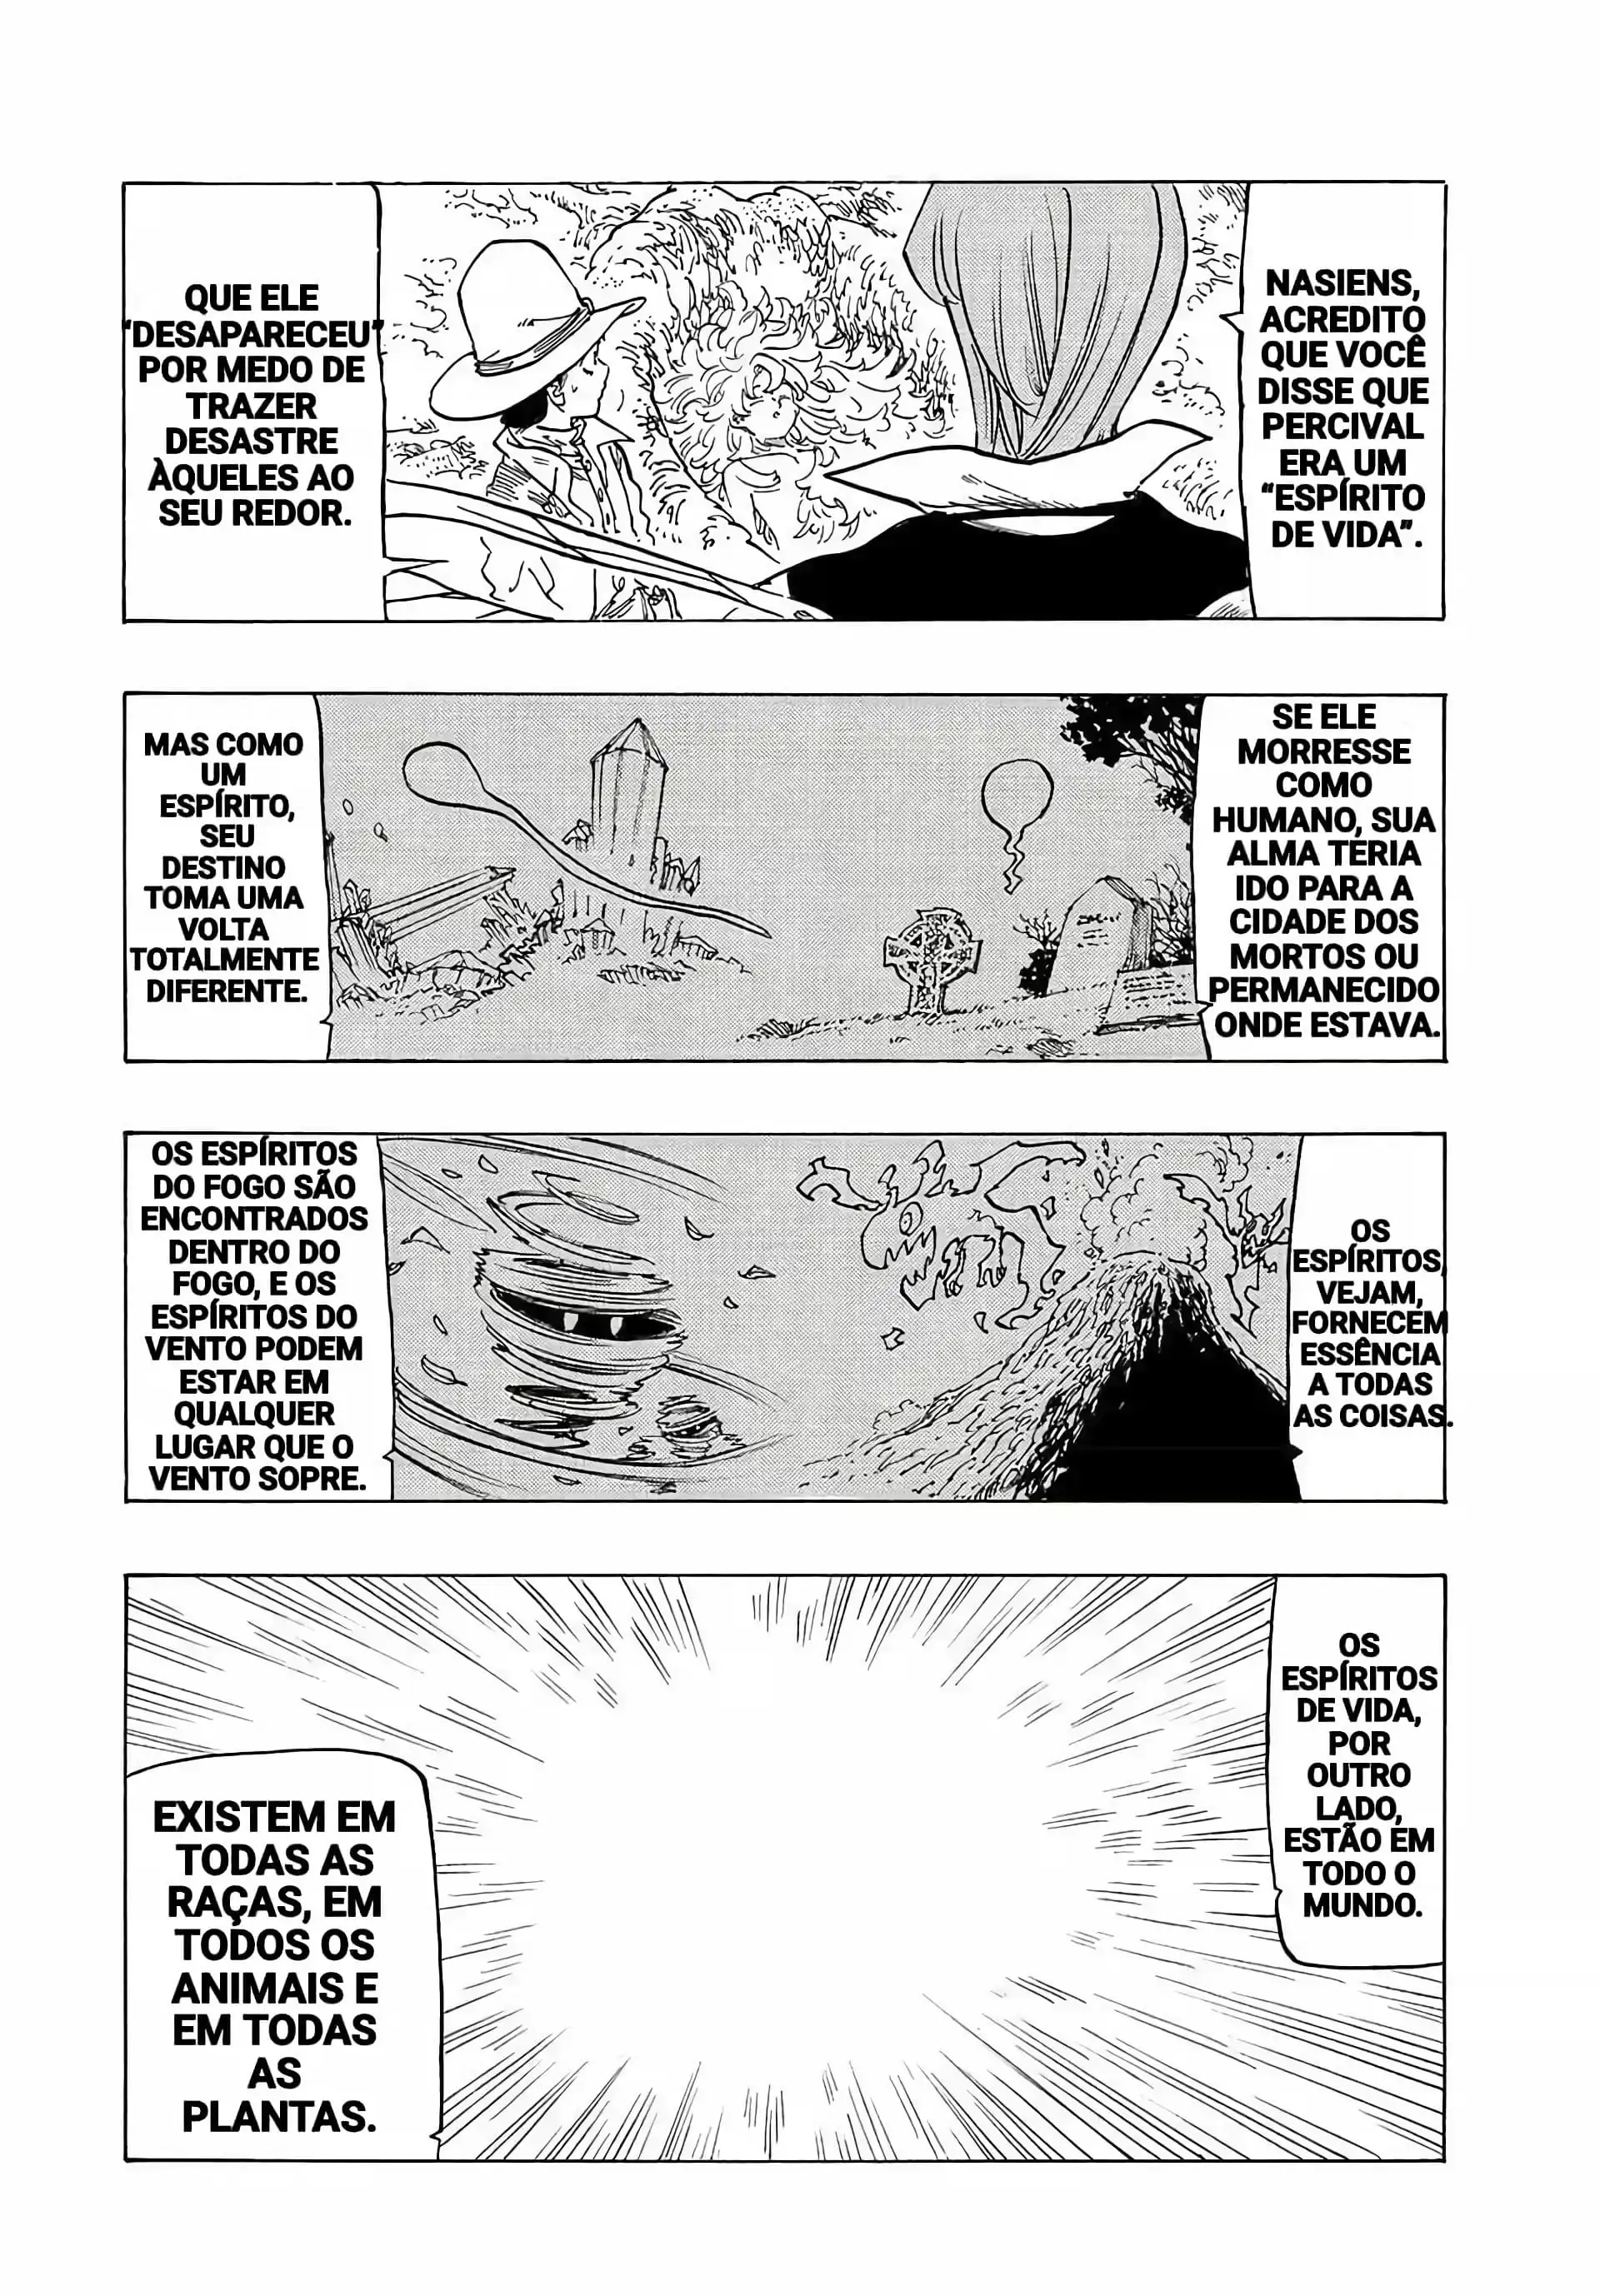 NASIENS,
ACREDITO
QUE VOCÊ
DISSE QUE
PERCIVAL
ERA UM
“ESPÍRITO
DE VIDA”.
QUE ELE
"DESAPARECEU"
POR MEDO DE
TRAZER
DESASTRE
ÀQUELES AO
SEU REDOR.
SE ELE
MORRESSE
COMO
HUMANO, SUA
ALMA TERIA
IDO PARA A
CIDADE DOS
MORTOS OU
PERMANECIDO
ONDE ESTAVA.
MAS COMO
UM
ESPÍRITO,
SEU
DESTINO
TOMA UMA
VOLTA
TOTALMENTE
DIFERENTE.
OS
ESPÍRITOS,
VEJAM,
FORNECEM
ESSÊNCIA
A TODAS
AS COISAS.
OS ESPÍRITOS
DO FOGO SÃO
ENCONTRADOS
DENTRO DO
FOGO, E OS
ESPÍRITOS DO
VENTO PODEM
ESTAR EM
QUALQUER
LUGAR QUE O
VENTO SOPRE.
OS
ESPÍRITOS
DE VIDA,
POR
OUTRO
LADO,
ESTÃO EM
TODO O
MUNDO.
EXISTEM EM
TODAS AS
RAÇAS, EM
TODOS OS
ANIMAIS E
EM TODAS
AS
PLANTAS.